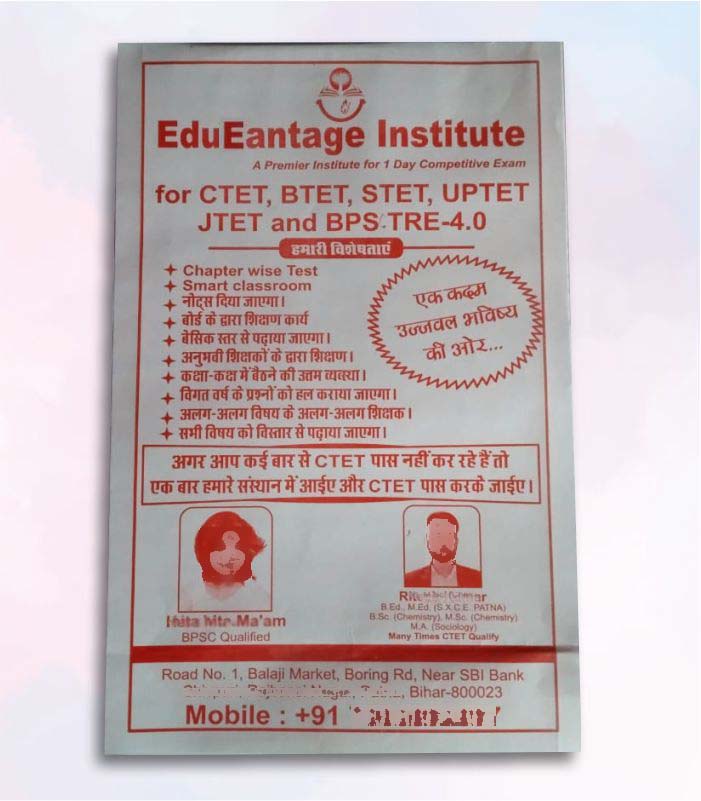 EduEantage Institute
A Premier Institute for 1 Day Competitive Exam
for CTET, BTET, STET, UPTET
JTET and BPS TRE-4.0
हमारी विशेषताएं
Chapter wise Test
Smart classroom
नोट्स दिया जाएगा।
बोर्ड के द्वारा शिक्षण कार्य
बेसिक स्तर से पढ़ाया जाएगा।
अनुभवी शिक्षकों के द्वारा शिक्षण।
कक्षा-कक्ष में बैठने की उतम व्यवस्था।
विगत वर्ष के प्रश्नों को हल कराया जाएगा।
अलग-अलग विषय के अलग-अलग शिक्षक।
सभी विषय को विस्तार से पढ़ाया जाएगा।
एक कदम
उज्जवल भविष्य
की ओर...
अगर आप कई बार से CTET पास नहीं कर रहे हैं तो
एक बार हमारे संस्थान में आईए और CTET पास करके जाईए।
Ma'am
BPSC Qualified
B.Ed., M.Ed. (S.X.C.E. PATNA)
B.Sc. (Chemistry), M.Sc. (Chemistry)
M.A. (Sociology)
Many Times CTET Qualify
Road No. 1, Balaji Market, Boring Rd, Near SBI Bank
Bihar-800023
Mobile : +91